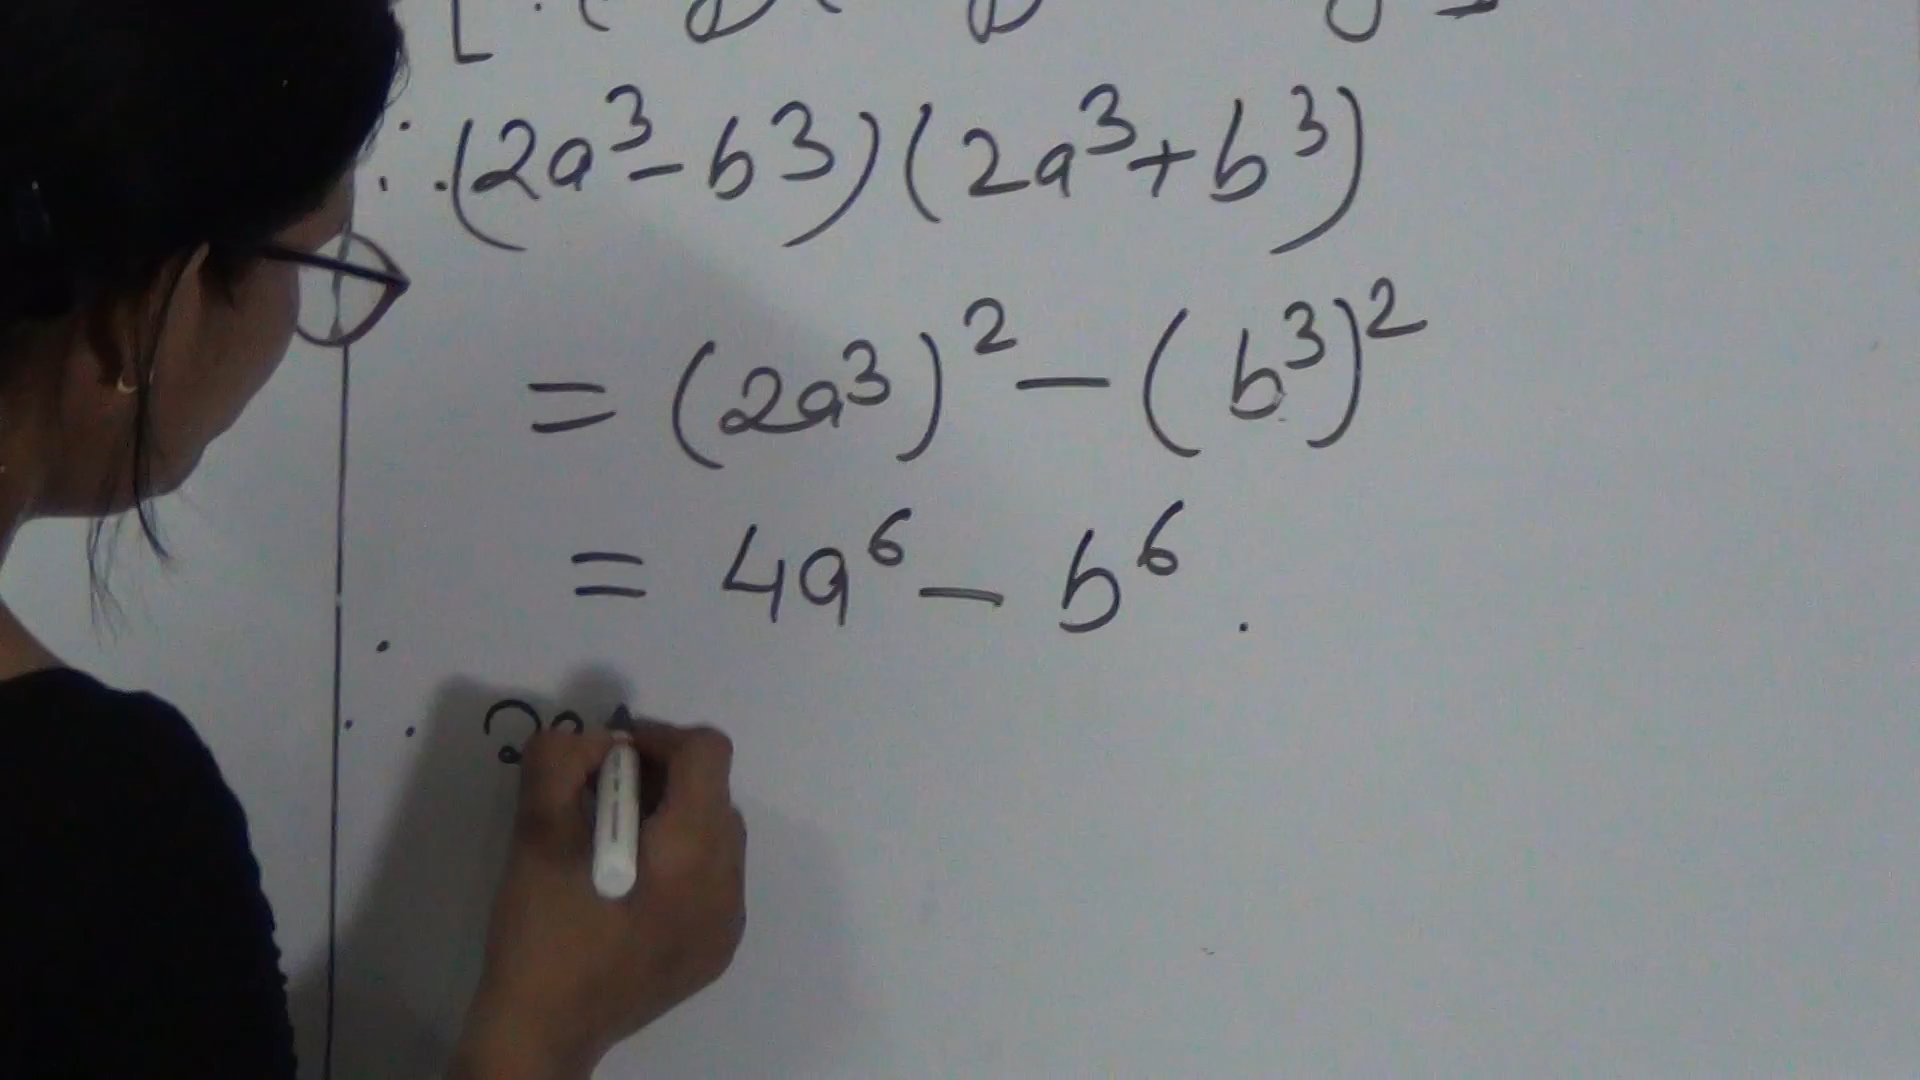 ∴ (2a³ - b3) (2a³ + b³)
= (2a³)² - (b³)²
= 4a⁶ - b⁶.
∴